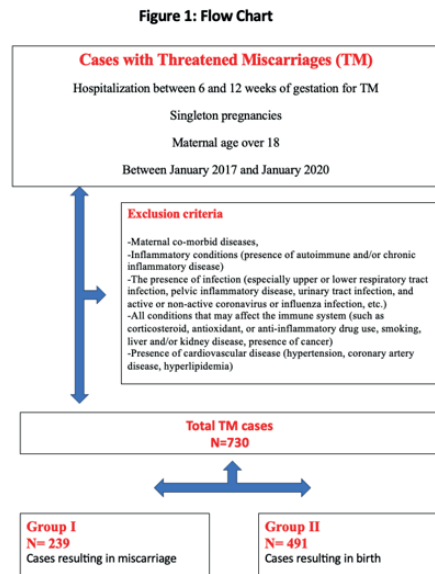 Figure 1: Flow Chart
Cases with Threatened Miscarriages (TM)
Hospitalization between 6 and 12 weeks of gestation for TM
Singleton pregnancies
Maternal age over 18
Between January 2017 and January 2020
Exclusion criteria
-Maternal co-morbid diseases,
-Inflammatory conditions (presence of autoimmune and/or chronic
inflammatory disease)
-The presence of infection (especially upper or lower respiratory tract
infection, pelvic inflammatory disease, urinary tract infection, and
active or non-active coronavirus or influenza infection, etc.)
-All conditions that may affect the immune system (such as
corticosteroid, antioxidant, or anti-inflammatory drug use, smoking,
liver and/or kidney disease, presence of cancer)
-Presence of cardiovascular disease (hypertension, coronary artery
disease, hyperlipidemia)
Total TM cases
N=730
Group I
N= 239
Cases resulting in miscarriage
Group II
N= 491
Cases resulting in birth